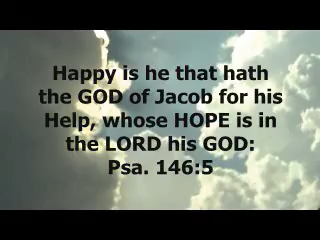 Happy is he that hath
the GOD of Jacob for his
Help, whose HOPE is in
the LORD his GOD:
Psa. 146:5